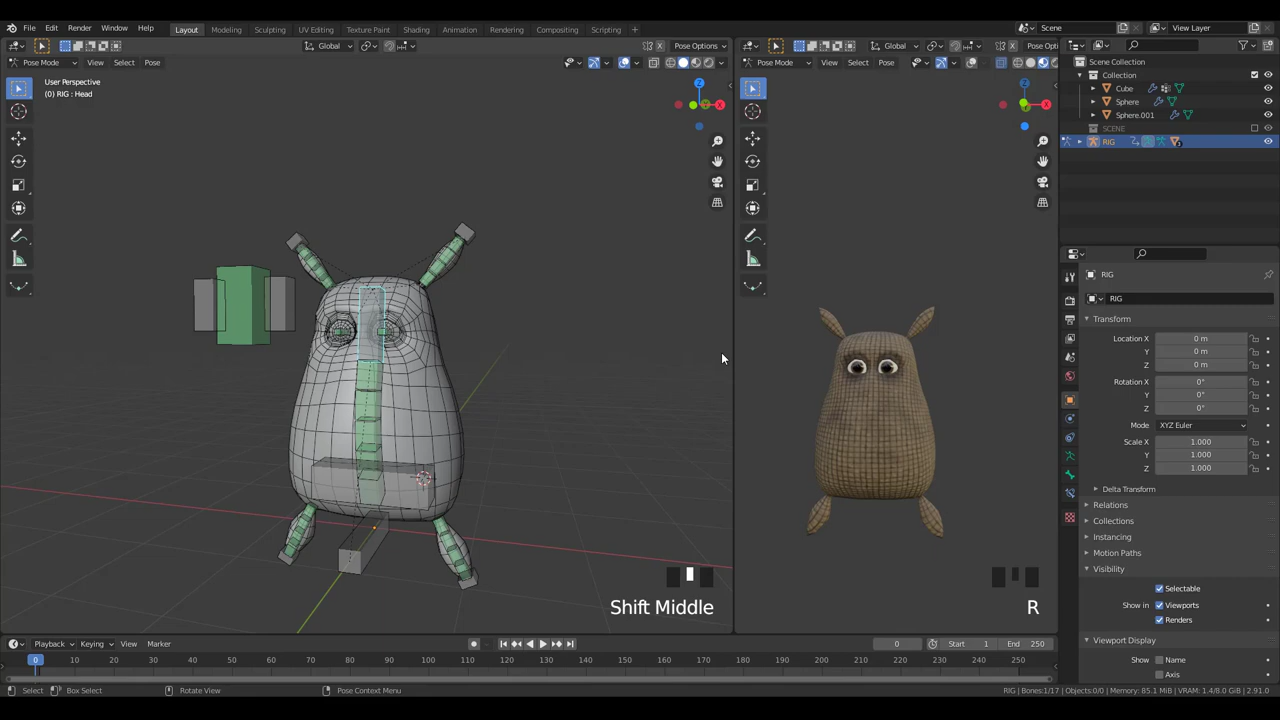 File Edit Render Window Help Layout Modeling Sculpting UV Editing Texture Paint Shading Animation Rendering Compositing Scripting + Scene View Layer
Global Pose Options Global Pose Opti
Pose Mode View Select Pose Pose Mode View Select Pose
User Perspective
(0) RIG : Head
Z
X
Y
Z
X
Y
Scene Collection
Collection
Cube
Sphere
Sphere.001
SCENE
RIG
RIG
RIG
Transform
Location X 0 m
Y 0 m
Z 0 m
Rotation X 0°
Y 0°
Z 0°
Mode XYZ Euler
Scale X 1.000
Y 1.000
Z 1.000
Delta Transform
Relations
Collections
Instancing
Motion Paths
Visibility
Selectable
Show in Viewports
Renders
Viewport Display
Show Name
Axis
Shift Middle
R
Playback Keying View Marker 0 Start 1 End 250
0 10 20 30 40 50 60 70 80 90 100 110 120 130 140 150 160 170 180 190 200 210 220 230 240 250
Select Box Select Rotate View Pose Context Menu RIG | Bones: 1/17 | Objects:0/0 | Memory: 85.1 MiB | VRAM: 1.4/8.0 GiB | 2.91.0